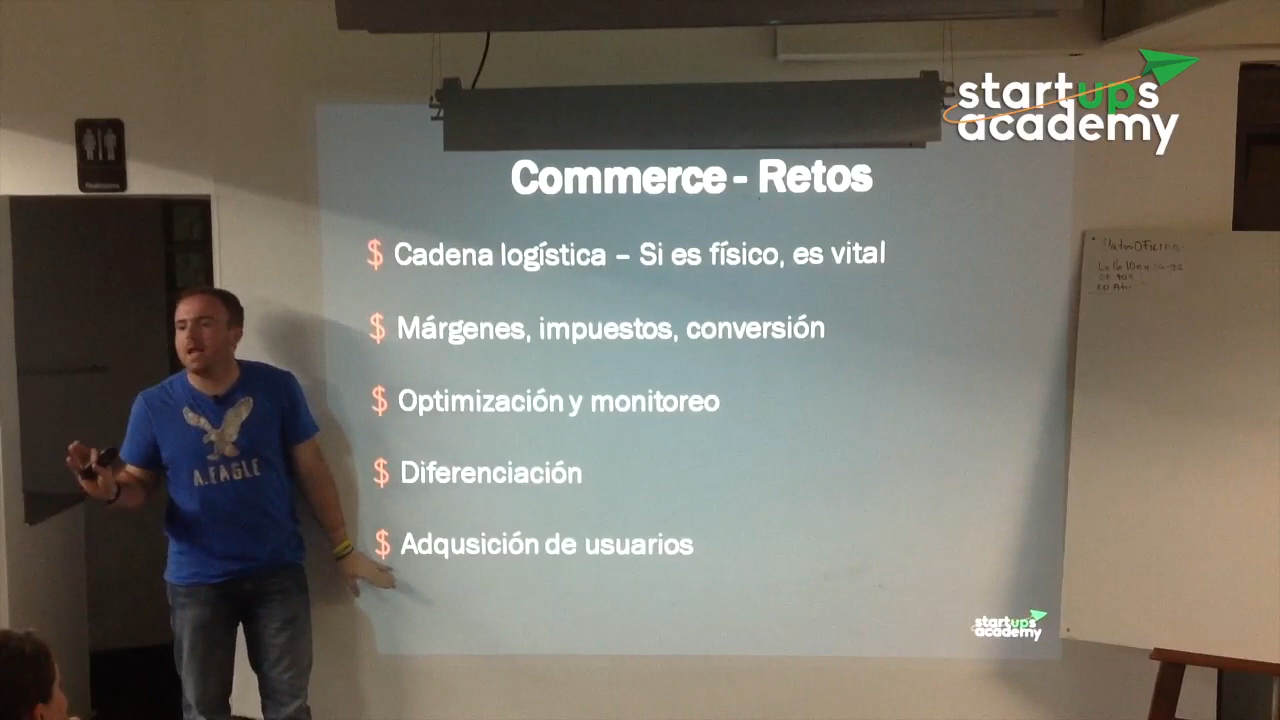 startups
academy
Commerce - Retos
$ Cadena logística – Si es físico, es vital
$ Márgenes, impuestos, conversión
$ Optimización y monitoreo
$ Diferenciación
$ Adqusición de usuarios
A.EAGLE
startups
academy